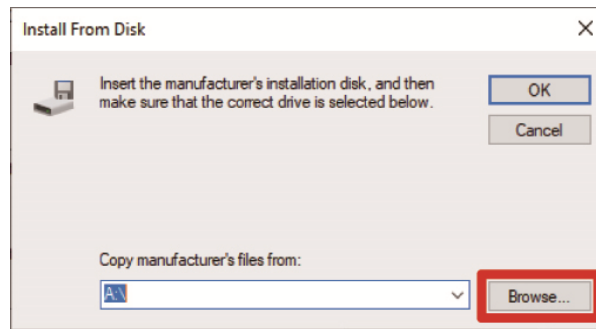 Install From Disk
Insert the manufacturer's installation disk, and then
make sure that the correct drive is selected below.
OK
Cancel
Copy manufacturer's files from:
A:\
Browse...